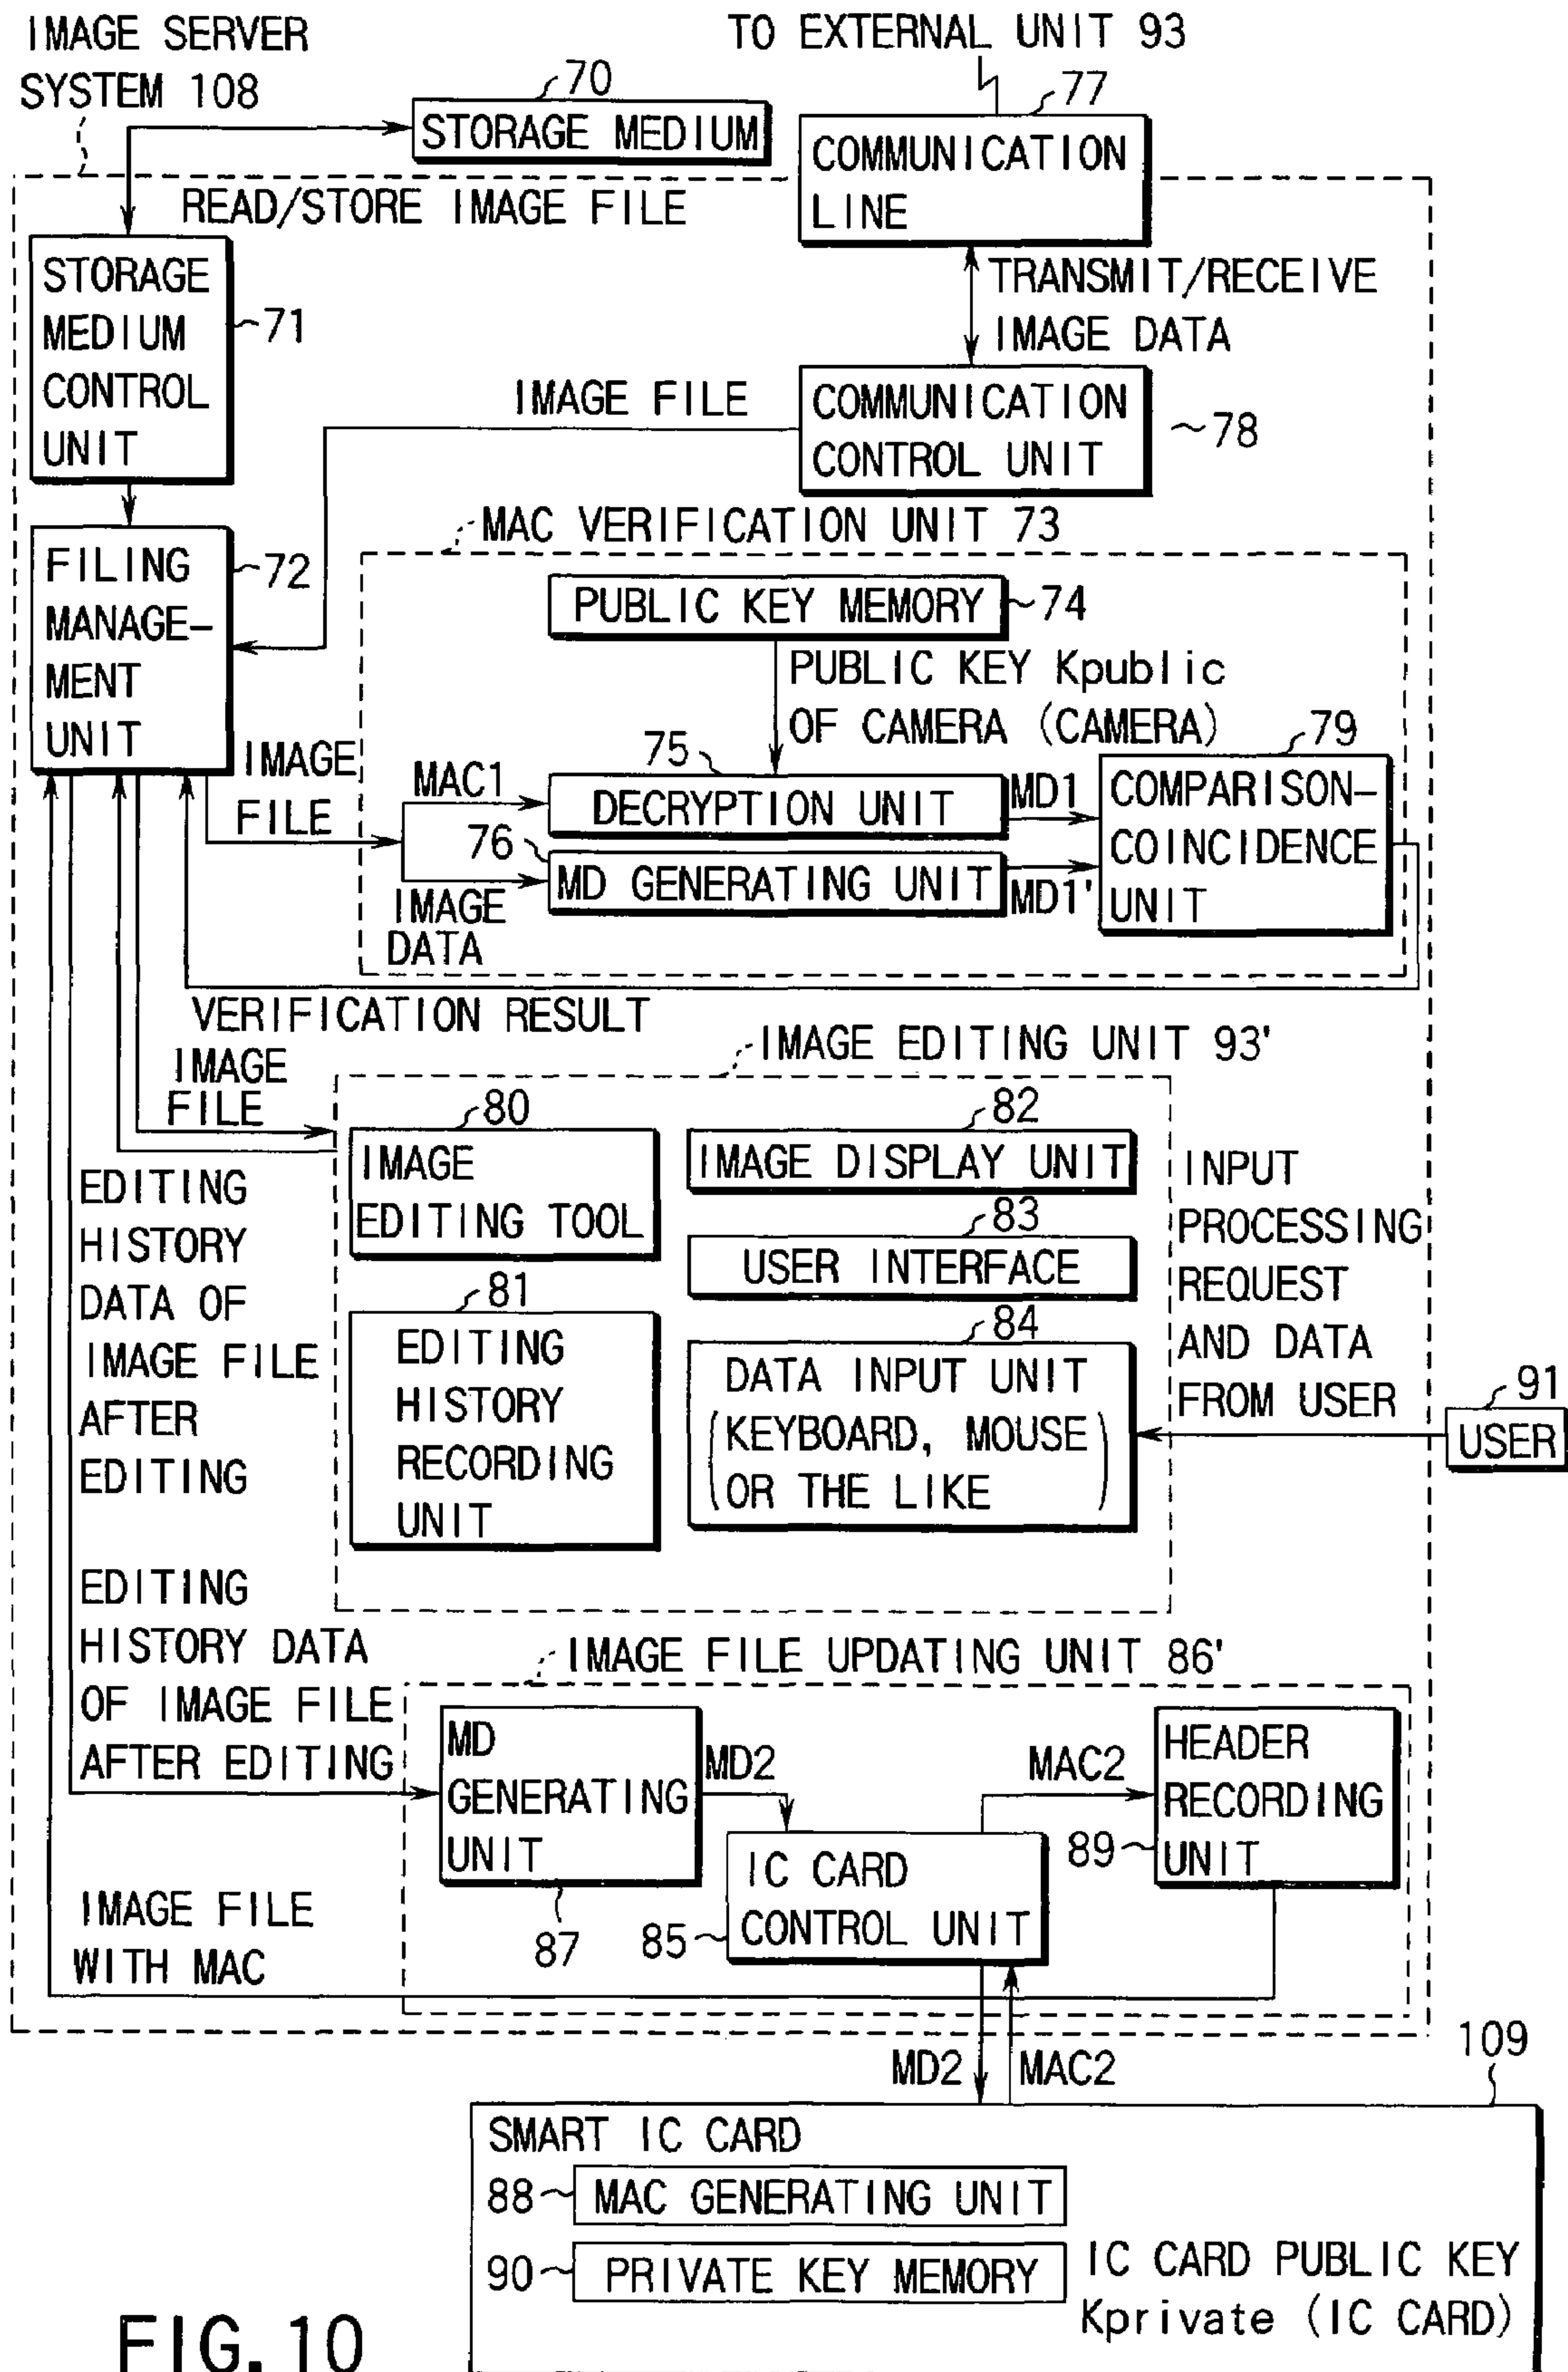 IMAGE SERVER
SYSTEM 108
TO EXTERNAL UNIT 93
70
STORAGE MEDIUM
77
COMMUNICATION
LINE
READ/STORE IMAGE FILE
STORAGE
MEDIUM
CONTROL
UNIT
71
TRANSMIT/RECEIVE
IMAGE DATA
IMAGE FILE
COMMUNICATION
CONTROL UNIT
78
MAC VERIFICATION UNIT 73
FILING
MANAGE-
MENT
UNIT
72
PUBLIC KEY MEMORY
74
PUBLIC KEY Kpublic
OF CAMERA (CAMERA)
IMAGE
FILE
MAC1
75
DECRYPTION UNIT
MD1
79
COMPARISON-
COINCIDENCE
UNIT
76
MD GENERATING UNIT
MD1'
IMAGE
DATA
VERIFICATION RESULT
IMAGE EDITING UNIT 93'
IMAGE
FILE
80
IMAGE
EDITING TOOL
82
IMAGE DISPLAY UNIT
83
USER INTERFACE
81
EDITING
HISTORY
RECORDING
UNIT
84
DATA INPUT UNIT
(KEYBOARD, MOUSE
OR THE LIKE)
INPUT
PROCESSING
REQUEST
AND DATA
FROM USER
91
USER
EDITING
HISTORY
DATA OF
IMAGE FILE
AFTER
EDITING
EDITING
HISTORY DATA
OF IMAGE FILE
AFTER EDITING
IMAGE FILE UPDATING UNIT 86'
MD
GENERATING
UNIT
87
MD2
IC CARD
CONTROL UNIT
85
MAC2
HEADER
RECORDING
UNIT
89
IMAGE FILE
WITH MAC
MD2
MAC2
109
SMART IC CARD
88
MAC GENERATING UNIT
90
PRIVATE KEY MEMORY
IC CARD PUBLIC KEY
Kprivate (IC CARD)
FIG. 10